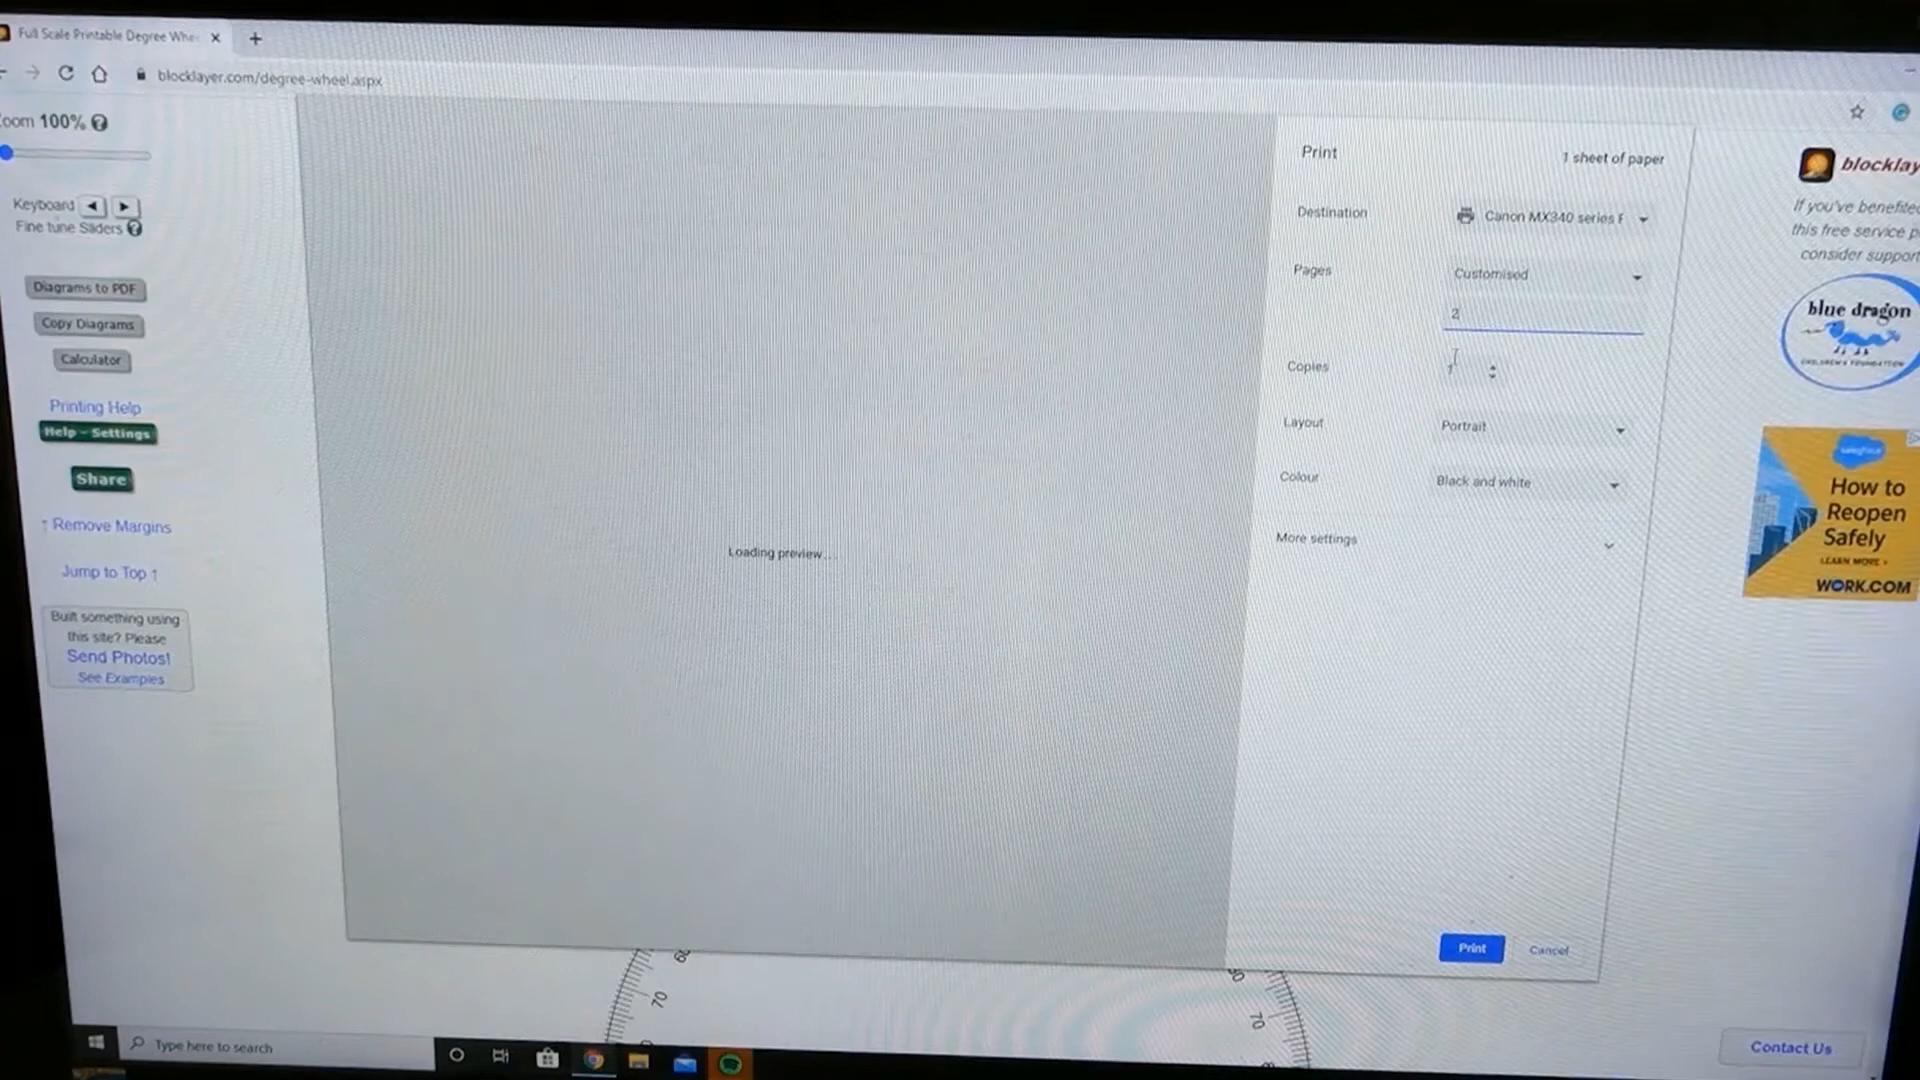 Full Scale Printable Degree Whe
blocklayer.com/degree-wheel.aspx
oom 100%
Keyboard
Fine tune Sliders
Diagrams to PDF
Copy Diagrams
Calculator
Printing Help
Help - Settings
Share
↑ Remove Margins
Jump to Top ↑
Built something using
this site? Please
Send Photos!
See Examples
Loading preview...
Print
1 sheet of paper
Destination
Canon MX340 series F
Pages
Customised
2
Copies
1
Layout
Portrait
Colour
Black and white
More settings
Print
Cancel
blocklay
If you've benefited
this free service p
consider support
blue dragon
CHILDREN'S FOUNDATION
salesforce
How to
Reopen
Safely
LEARN MORE >
WORK.COM
70
70
Type here to search
Contact Us